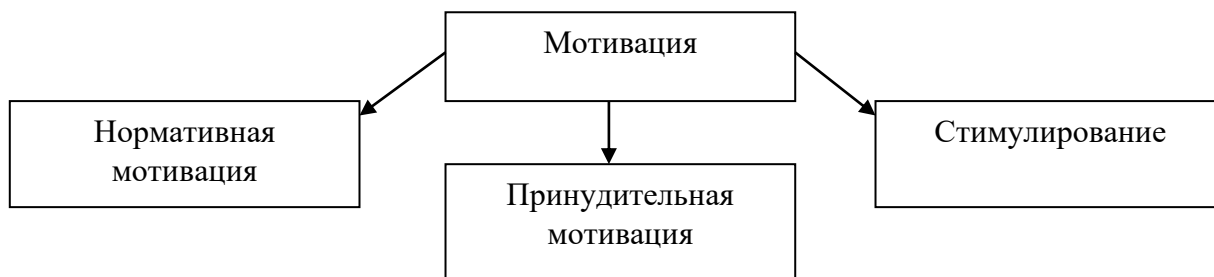 Мотивация
Нормативная
мотивация
Принудительная
мотивация
Стимулирование